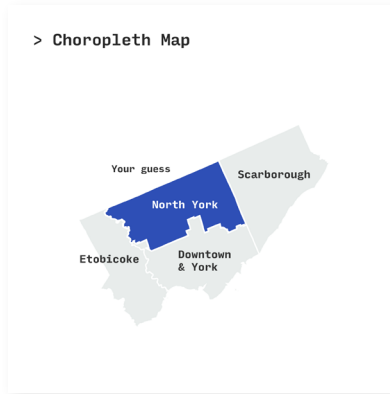 > Choropleth Map
Your guess
Scarborough
North York
Etobicoke
Downtown
& York